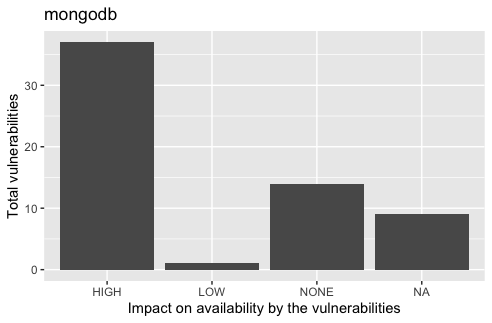 mongodb
Total vulnerabilities
30
20
10
0
HIGH LOW NONE NA
Impact on availability by the vulnerabilities